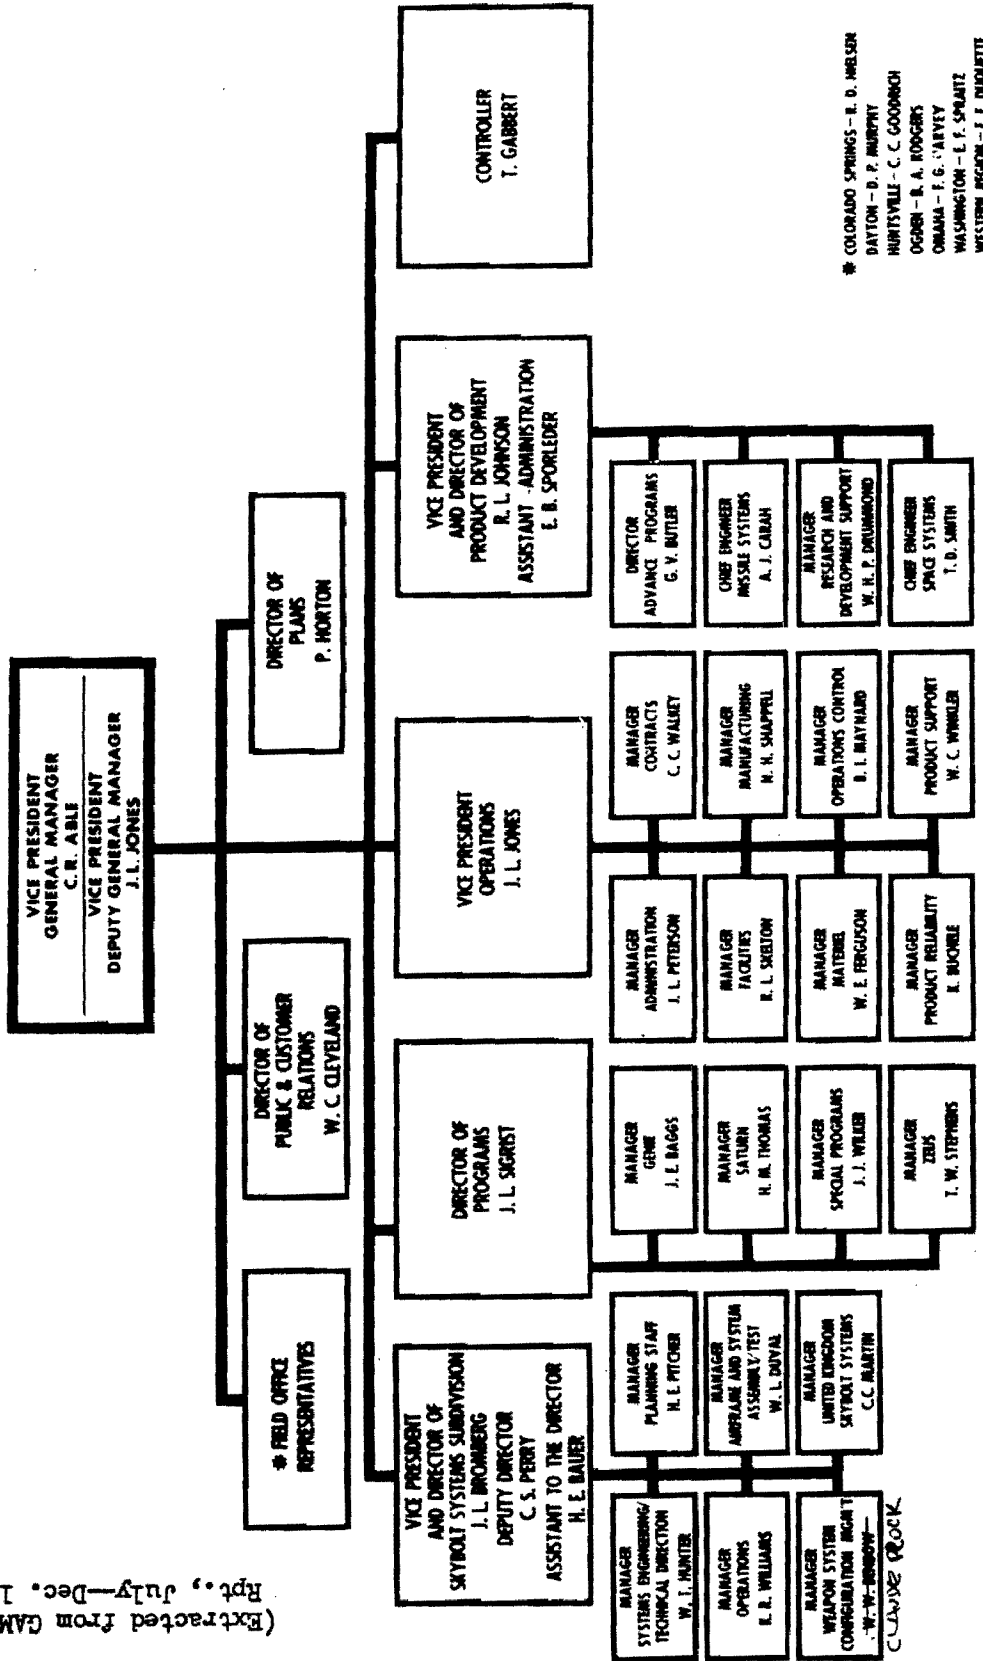 VICE PRESIDENT
GENERAL MANAGER
C. R. ABLE
VICE PRESIDENT
DEPUTY GENERAL MANAGER
J. L. JONES
* FIELD OFFICE
REPRESENTATIVES
DIRECTOR OF
PUBLIC & CUSTOMER
RELATIONS
W. C. CLEVELAND
DIRECTOR OF
PLANS
P. HORTON
VICE PRESIDENT
AND DIRECTOR OF
SKYBOLT SYSTEMS SUBDIVISION
J. L. BROMBERG
DEPUTY DIRECTOR
C. S. PERRY
ASSISTANT TO THE DIRECTOR
H. E. BAUER
DIRECTOR OF
PROGRAMS
J. L. SIGRIST
VICE PRESIDENT
OPERATIONS
J. L. JONES
VICE PRESIDENT
AND DIRECTOR OF
PRODUCT DEVELOPMENT
R. L. JOHNSON
ASSISTANT - ADMINISTRATION
E. B. SPORLEDER
CONTROLLER
T. GABBERT
MANAGER
SYSTEMS ENGINEERING/
TECHNICAL DIRECTION
W. T. HUNTER
MANAGER
PLANNING STAFF
H. E. PITCHER
MANAGER
OPERATIONS
K. R. WILLIAMS
MANAGER
AIRFRAME AND SYSTEM
ASSEMBLY/TEST
W. L. DUVAL
MANAGER
WEAPON SYSTEM
CONFIGURATION MGM'T
W. W.
CLAUDE ROCK
MANAGER
UNITED KINGDOM
SKYBOLT SYSTEMS
C.C. MARTIN
MANAGER
GENIE
J. E. BAGGS
MANAGER
SATURN
H. M. THOMAS
MANAGER
SPECIAL PROGRAMS
J. J. WILKER
MANAGER
ZEUS
T. W. STEPHENS
MANAGER
ADMINISTRATION
J. L. PETERSON
MANAGER
CONTRACTS
C. C. WALKEY
MANAGER
FACILITIES
R. L. SKELTON
MANAGER
MANUFACTURING
N. H. SHAPPELL
MANAGER
MATERIEL
W. E. FERGUSON
MANAGER
OPERATIONS CONTROL
B. I. MAYNARD
MANAGER
PRODUCT RELIABILITY
K. BUCHELE
MANAGER
PRODUCT SUPPORT
W. C. WINKLER
DIRECTOR
ADVANCE PROGRAMS
G. V. BUTLER
CHIEF ENGINEER
MISSILE SYSTEMS
A. J. CARAH
MANAGER
RESEARCH AND
DEVELOPMENT SUPPORT
W. H. P. DRUMMOND
CHIEF ENGINEER
SPACE SYSTEMS
T. D. SMITH
* COLORADO SPRINGS - R. D. NIELSEN
DAYTON - D. P. MURPHY
HUNTSVILLE - C. C. GOODRICH
OGDEN - B. A. RODGERS
OMAHA - F. G. GARVEY
WASHINGTON - E. F. SPRAITZ
WESTERN REGION - F. E. DUQUETTE
(Extracted from GAM
Rpt., July—Dec. 1